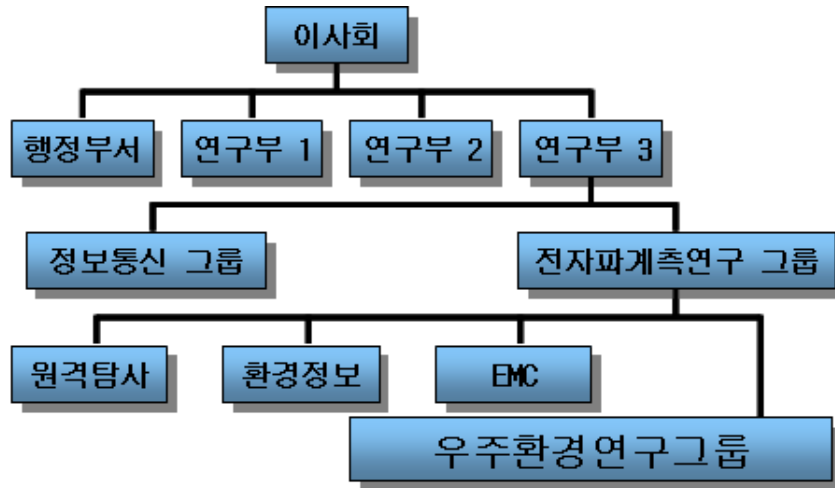 이사회
행정부서 연구부 1 연구부 2 연구부 3
정보통신 그룹 전자파계측연구 그룹
원격탐사 환경정보 EMC
우주환경연구그룹